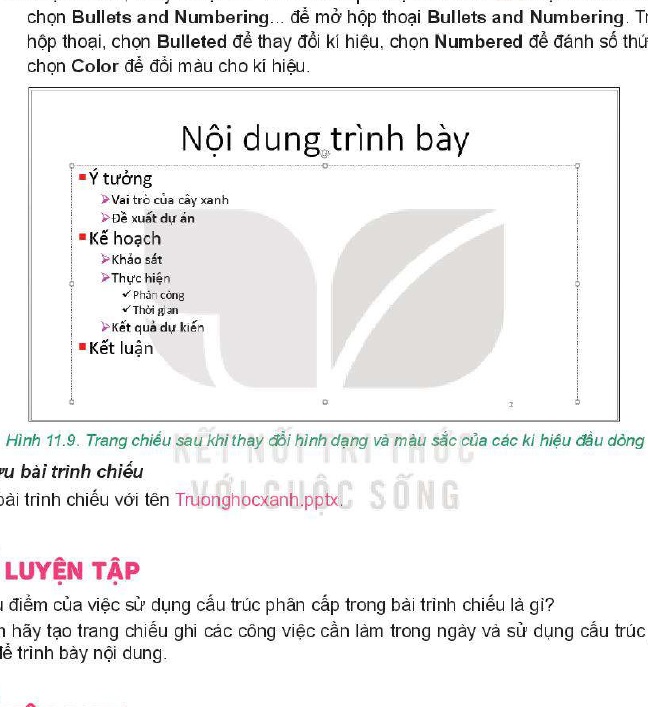 chọn Bullets and Numbering... để mở hộp thoại Bullets and Numbering.
hộp thoại, chọn Bulleted để thay đổi kí hiệu, chọn Numbered để đánh số thứ
chọn Color để đổi màu cho kí hiệu.
Nội dung trình bày
Ý tưởng
Vai trò của cây xanh
Đề xuất dự án
Kế hoạch
Khảo sát
Thực hiện
Phân công
Thời gian
Kết quả dự kiến
Kết luận
2
Hình 11.9. Trang chiếu sau khi thay đổi hình dạng và màu sắc của các kí hiệu đầu dòng
KẾT NỐI TRI THỨC
bài trình chiếu
bài trình chiếu với tên Truonghocxanh.pptx.
VỚI CUỘC SỐNG
LUYỆN TẬP
điểm của việc sử dụng cấu trúc phân cấp trong bài trình chiếu là gì?
hãy tạo trang chiếu ghi các công việc cần làm trong ngày và sử dụng cấu trúc
để trình bày nội dung.